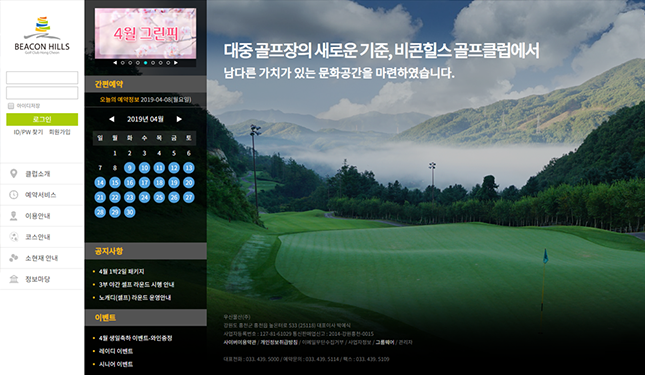 BEACON HILLS
Golf Club Hong Cheon
아이디저장
로그인
ID/PW 찾기 회원가입
클럽소개
예약서비스
이용안내
코스안내
소현재 안내
정보마당
4월 그린피
간편예약
오늘의 예약정보 2019-04-08(월요일)
2019년 04월
일 월 화 수 목 금 토
1 2 3 4 5 6
7 8 9 10 11 12 13
14 15 16 17 18 19 20
21 22 23 24 25 26 27
28 29 30
공지사항
4월 1박2일 패키지
3부 야간 셀프 라운드 시행 안내
노캐디(셀프) 라운드 운영안내
이벤트
4월 생일축하 이벤트-와인증정
레이디 이벤트
시니어 이벤트
대중 골프장의 새로운 기준, 비콘힐스 골프클럽에서
남다른 가치가 있는 문화공간을 마련하였습니다.
강원도 홍천군 홍천읍 높은터로 533 (25118) 대표이사
사업자등록번호 : 127-81-61029 통신판매업신고 : 2014-강원홍천-0015
사이버이용약관 / 개인정보취급방침 / 이메일무단수집거부 / 사업자정보 / 그룹웨어 / 관리자
대표전화 : 033. 439. 5000 / 예약문의 : 033. 439. 5114 / 팩스 : 033. 439. 5109